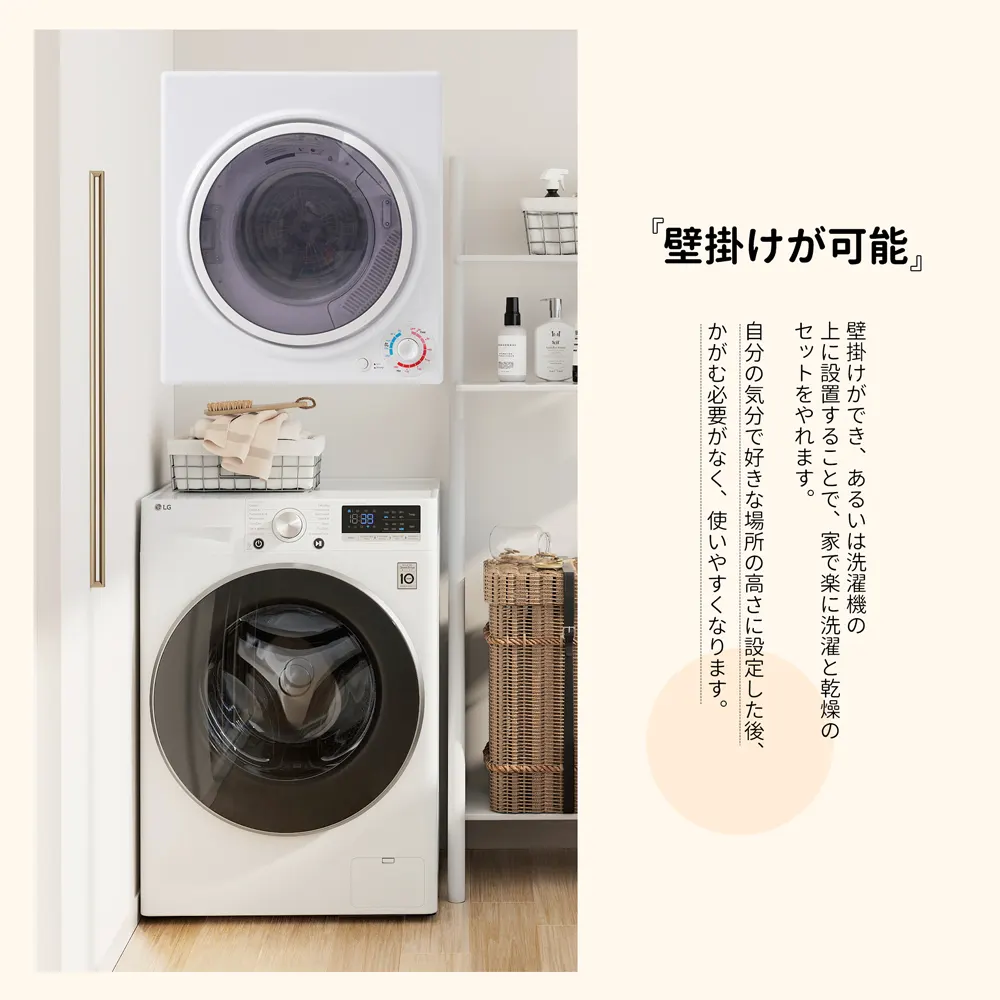 『壁掛けが可能』
壁掛けができ、あるいは洗濯機の
上に設置することで、家で楽に洗濯と乾燥の
セットをやれます。
自分の気分で好きな場所の高さに設定した後、
かがむ必要がなく、使いやすくなります。
LG
10